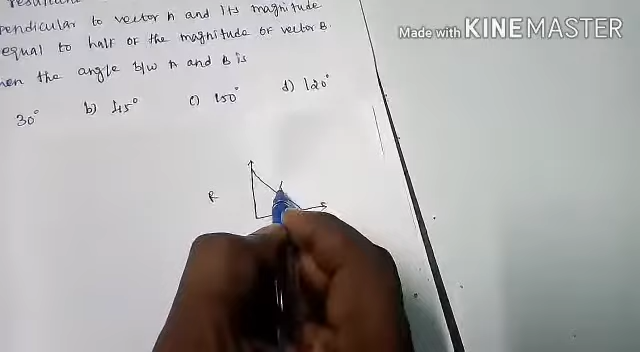 resultant
pendicular to vector A and its magnitude
equal to half of the magnitude of vector B.
hen the angle b/w A and B is
30° b) 45° c) 150° d) 120°
R
Made with KINEMASTER